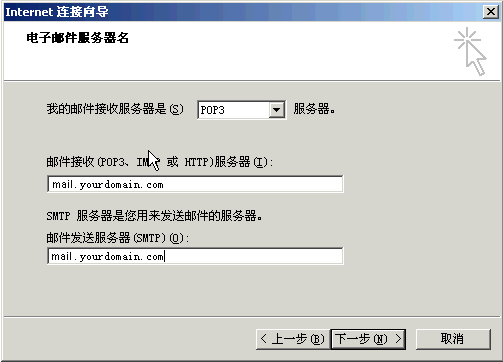 Internet 连接向导
电子邮件服务器名
我的邮件接收服务器是(S) POP3 服务器。
邮件接收(POP3、IMAP 或 HTTP)服务器(I):
mail.yourdomain.com
SMTP 服务器是您用来发送邮件的服务器。
邮件发送服务器(SMTP)(O):
mail.yourdomain.com
< 上一步(B) 下一步(N) > 取消